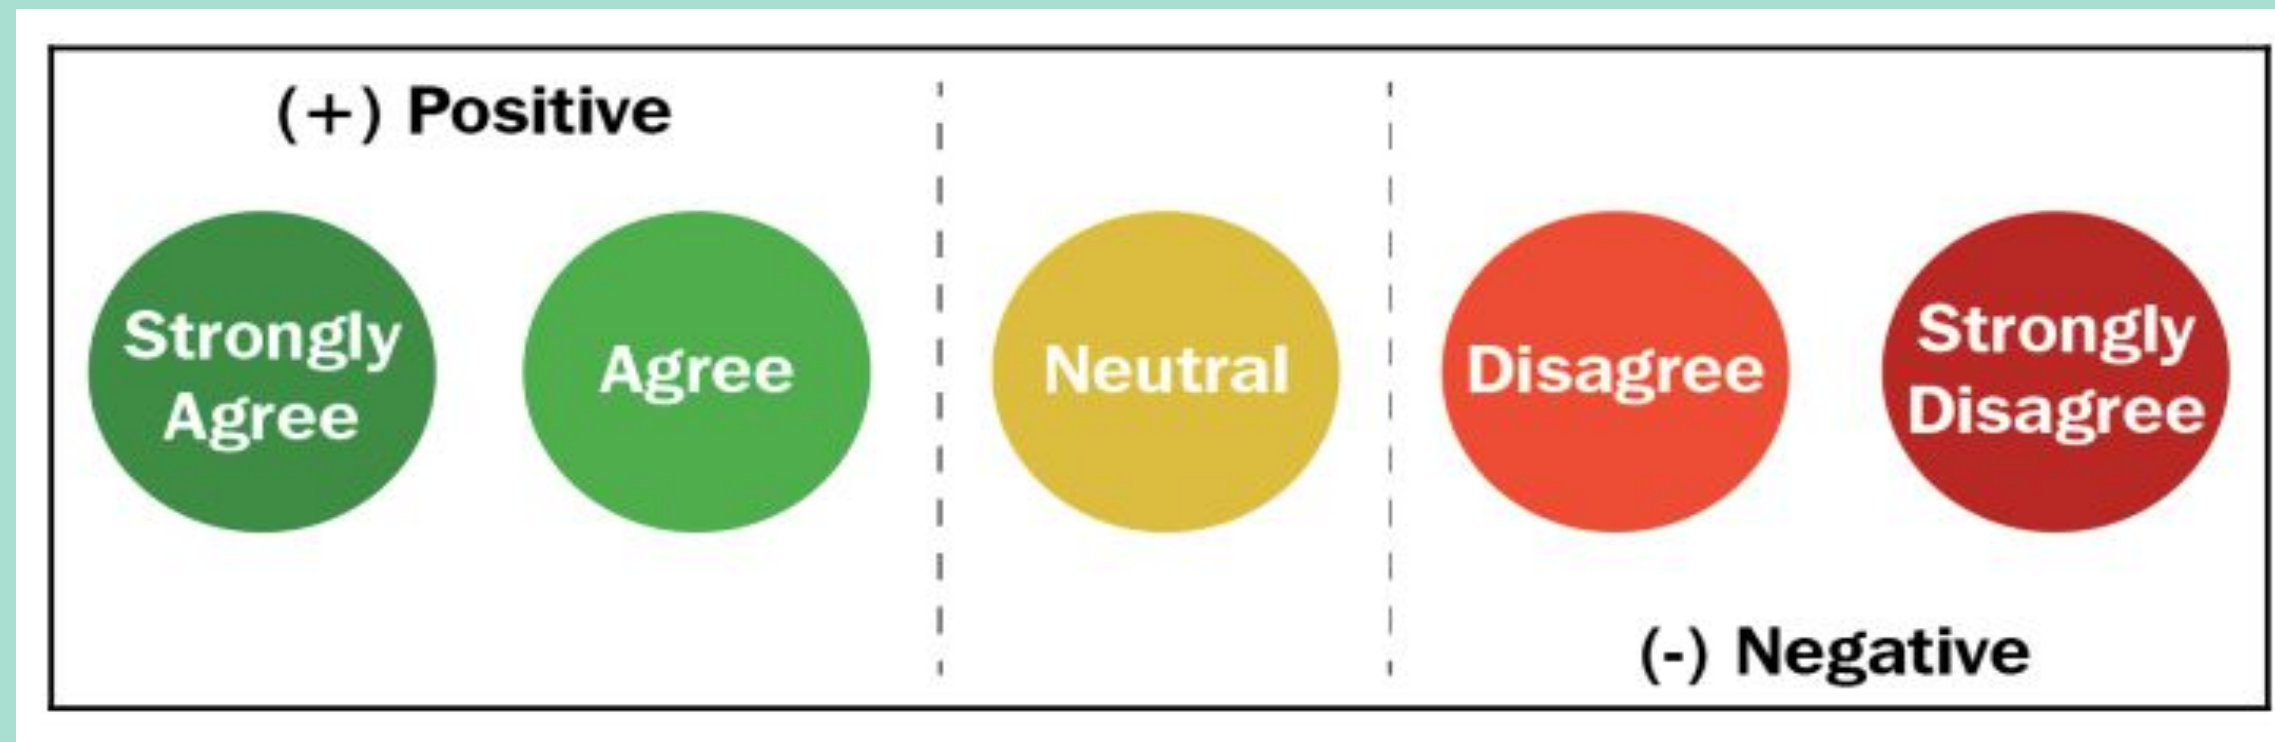 (+) Positive
Strongly
Agree
Agree
Neutral
Disagree
Strongly
Disagree
(-) Negative